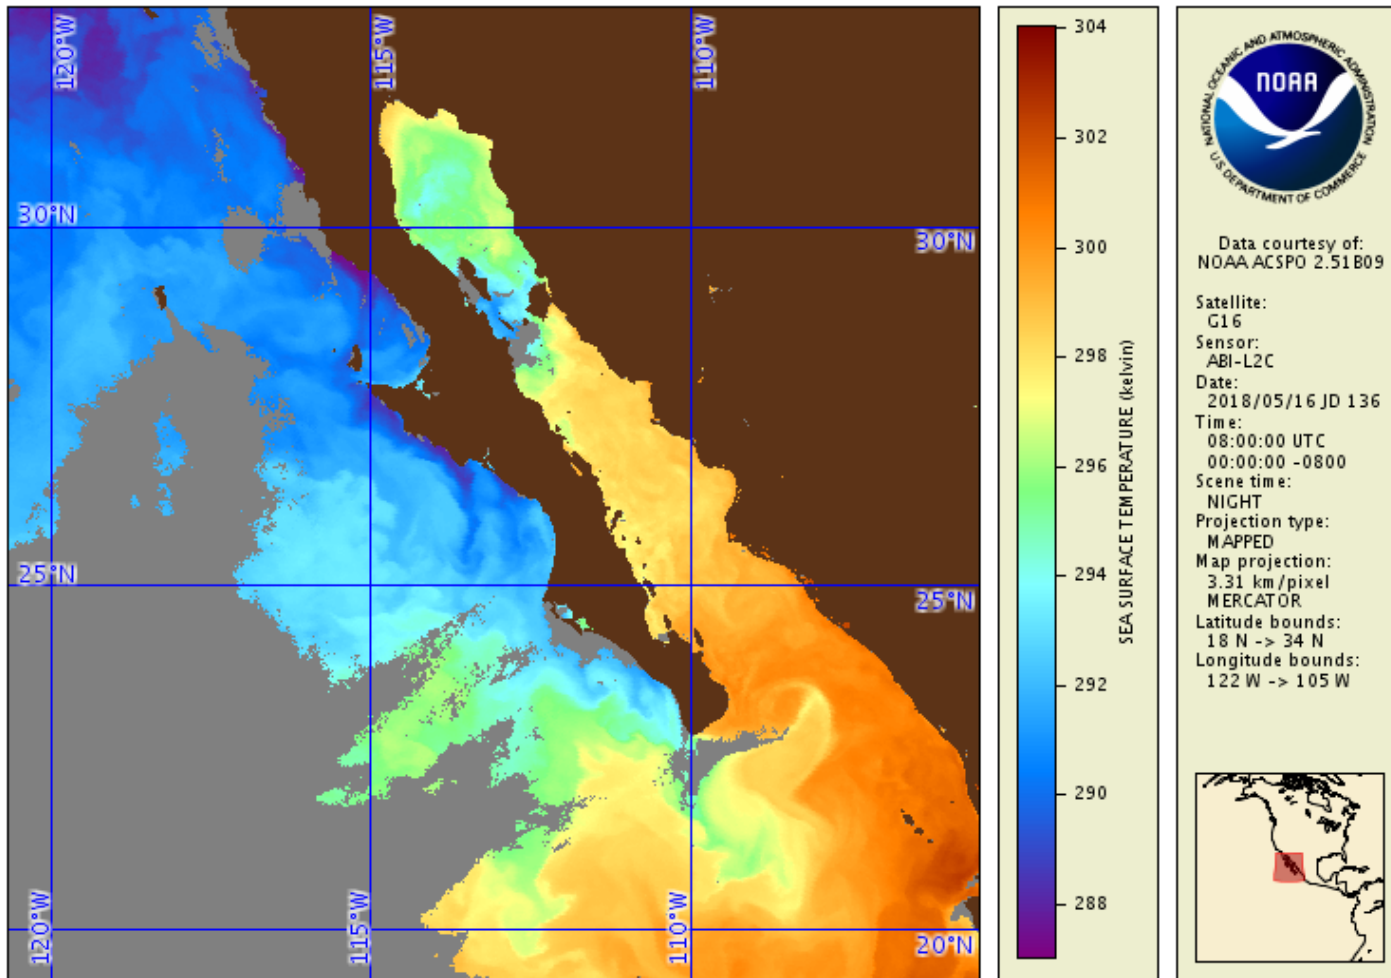 120°W
115°W
110°W
30°N
30°N
25°N
25°N
120°W
115°W
110°W
20°N
304
302
300
298
296
294
292
290
288
SEA SURFACE TEMPERATURE (kelvin)
NATIONAL OCEANIC AND ATMOSPHERIC ADMINISTRATION
NOAA
U.S. DEPARTMENT OF COMMERCE
Data courtesy of:
NOAA ACSPO 2.51B09
Satellite:
G16
Sensor:
ABI-L2C
Date:
2018/05/16 JD 136
Time:
08:00:00 UTC
00:00:00 -0800
Scene time:
NIGHT
Projection type:
MAPPED
Map projection:
3.31 km/pixel
MERCATOR
Latitude bounds:
18 N -> 34 N
Longitude bounds:
122 W -> 105 W